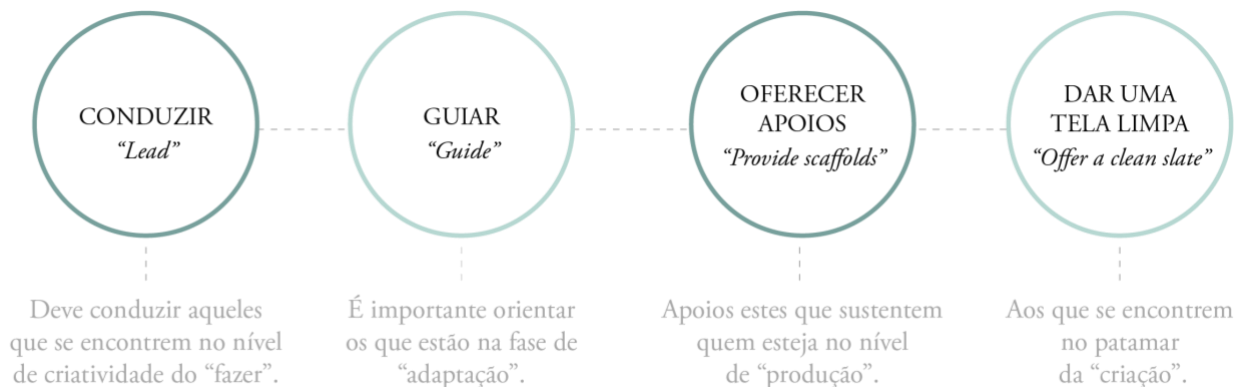 CONDUZIR
“Lead”
GUIAR
“Guide”
OFERECER
APOIOS
“Provide scaffolds”
DAR UMA
TELA LIMPA
“Offer a clean slate”
Deve conduzir aqueles
que se encontrem no nível
de criatividade do “fazer”.
É importante orientar
os que estão na fase de
“adaptação”.
Apoios estes que sustentem
quem esteja no nível
de “produção”.
Aos que se encontrem
no patamar
da “criação”.